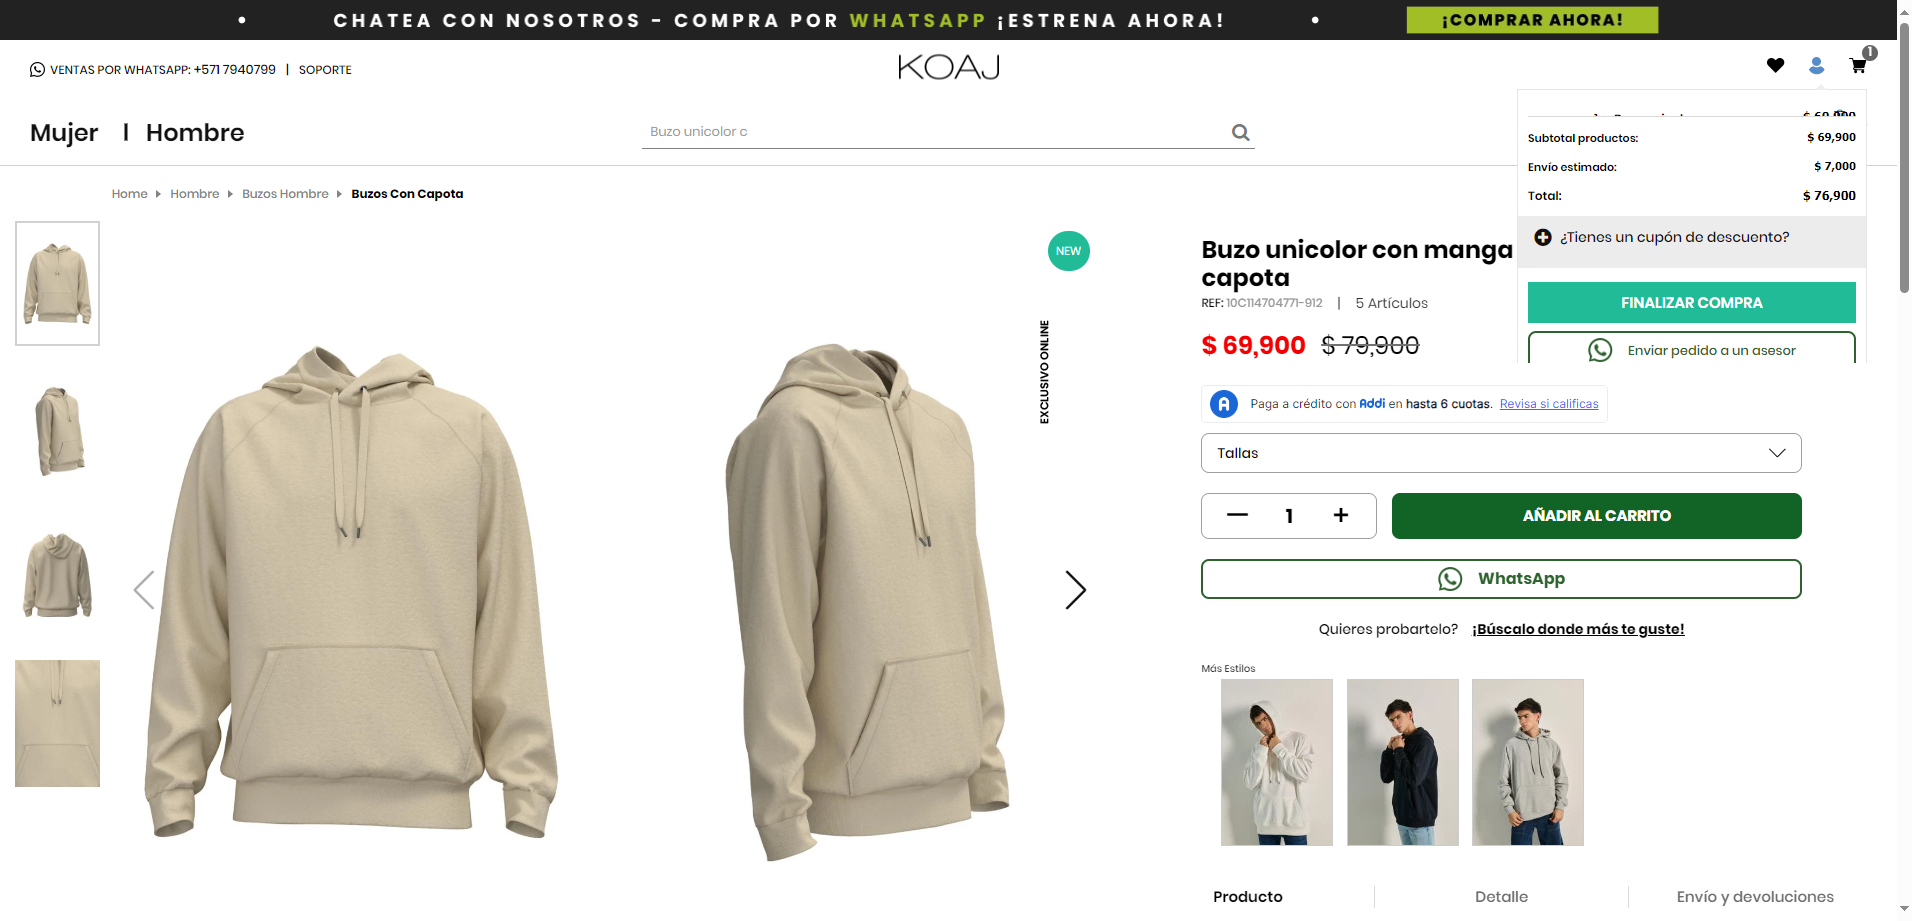 CHATEA CON NOSOTROS - COMPRA POR WHATSAPP ¡ESTRENA AHORA!
¡COMPRAR AHORA!
VENTAS POR WHATSAPP: +571 7940799 | SOPORTE
KOAJ
1
Mujer | Hombre
Buzo unicolor c
Subtotal productos: $ 69,900
Envío estimado: $ 7,000
Total: $ 76,900
¿Tienes un cupón de descuento?
FINALIZAR COMPRA
Enviar pedido a un asesor
Home Hombre Buzos Hombre Buzos Con Capota
NEW
EXCLUSIVO ONLINE
Buzo unicolor con manga
capota
REF: 10C114704771-912 | 5 Artículos
$ 69,900 $ 79,900
Paga a crédito con Addi en hasta 6 cuotas. Revisa si calificas
Tallas
1
AÑADIR AL CARRITO
WhatsApp
Quieres probartelo? ¡Búscalo donde más te guste!
Más Estilos
Producto
Detalle
Envío y devoluciones